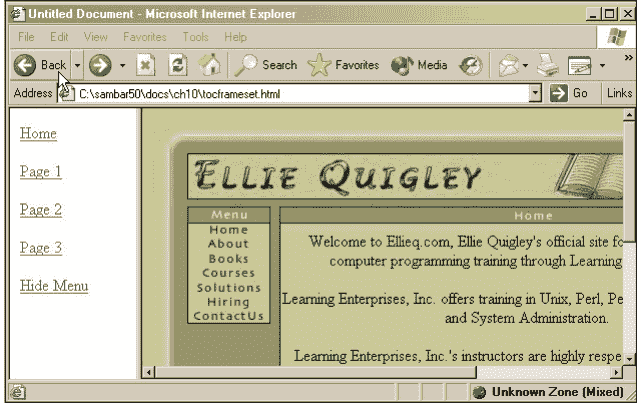 Untitled Document - Microsoft Internet Explorer
File Edit View Favorites Tools Help
Back Search Favorites Media
Address C:\sambar50\docs\ch10\tocframeset.html Go Links
Home
Page 1
Page 2
Page 3
Hide Menu
ELLIE QUIGLEY
Menu
Home
About
Books
Courses
Solutions
Hiring
ContactUs
Home
Welcome to Ellieq.com, Ellie Quigley's official site fo
computer programming training through Learning
Learning Enterprises, Inc. offers training in Unix, Perl, Pe
and System Administration.
Learning Enterprises, Inc.'s instructors are highly respe
Unknown Zone (Mixed)